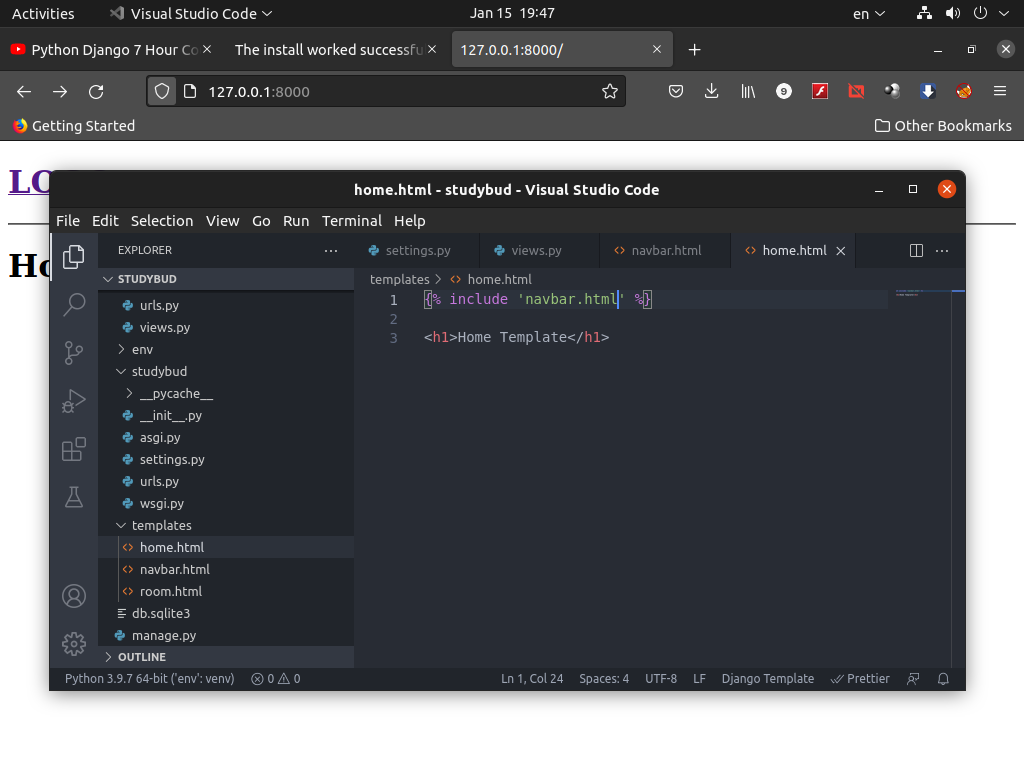 Activities Visual Studio Code Jan 15 19:47 en
Python Django 7 Hour Co The install worked successfu 127.0.0.1:8000/
127.0.0.1:8000 9
Getting Started Other Bookmarks
home.html - studybud - Visual Studio Code
File Edit Selection View Go Run Terminal Help
EXPLORER settings.py views.py navbar.html home.html
STUDYBUD templates home.html
urls.py
views.py
env
studybud
__pycache__
__init__.py
asgi.py
settings.py
urls.py
wsgi.py
templates
home.html
navbar.html
room.html
db.sqlite3
manage.py
OUTLINE
1 {% include 'navbar.html' %}
2
3 <h1>Home Template</h1>
Python 3.9.7 64-bit ('env': venv) 0 0 Ln 1, Col 24 Spaces: 4 UTF-8 LF Django Template Prettier